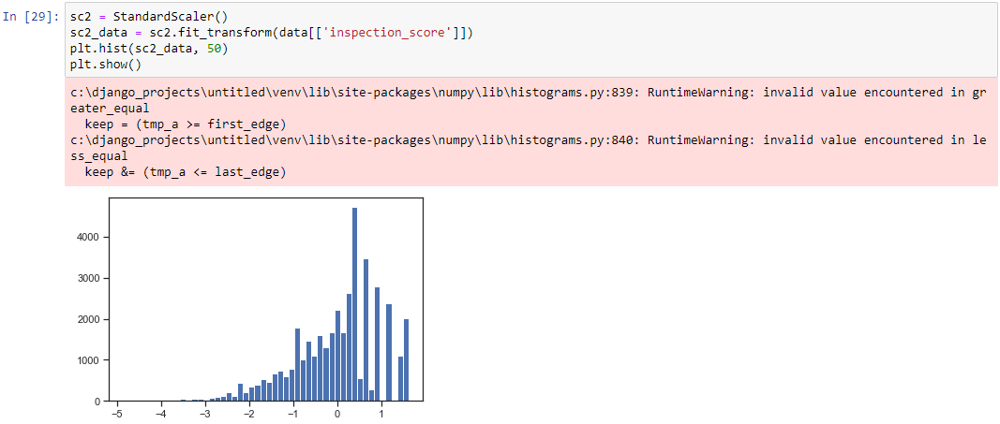 In [29]: sc2 = StandardScaler()
sc2_data = sc2.fit_transform(data[['inspection_score']])
plt.hist(sc2_data, 50)
plt.show()
c:\django_projects\untitled\venv\lib\site-packages\numpy\lib\histograms.py:839: RuntimeWarning: invalid value encountered in gr
eater_equal
  keep = (tmp_a >= first_edge)
c:\django_projects\untitled\venv\lib\site-packages\numpy\lib\histograms.py:840: RuntimeWarning: invalid value encountered in le
ss_equal
  keep &= (tmp_a <= last_edge)
4000
3000
2000
1000
0
−5 −4 −3 −2 −1 0 1